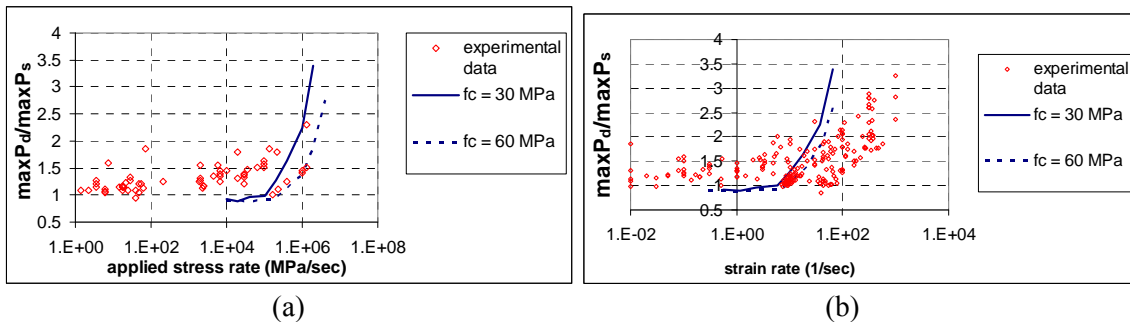 4
3.5
3
2.5
2
1.5
1
0.5
maxPd/maxPs
1.E+00 1.E+02 1.E+04 1.E+06 1.E+08
applied stress rate (MPa/sec)
experimental
data
fc = 30 MPa
fc = 60 MPa
(a)
4
3.5
3
2.5
2
1.5
1
0.5
maxPd/maxPs
1.E-02 1.E+00 1.E+02 1.E+04
strain rate (1/sec)
experimental
data
fc = 30 MPa
fc = 60 MPa
(b)